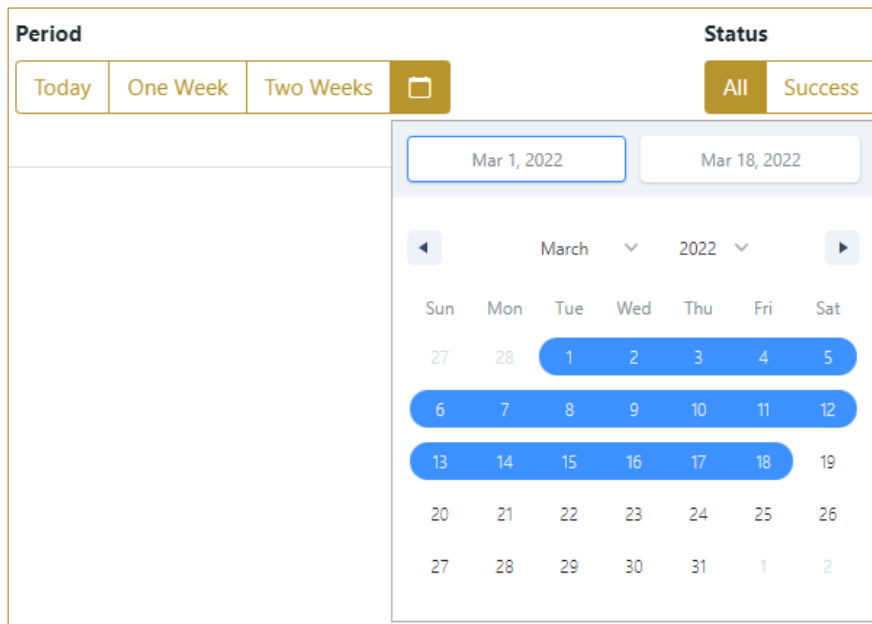 Period Status
Today One Week Two Weeks All Success
Mar 1, 2022 Mar 18, 2022
March 2022
Sun Mon Tue Wed Thu Fri Sat
27 28 1 2 3 4 5
6 7 8 9 10 11 12
13 14 15 16 17 18 19
20 21 22 23 24 25 26
27 28 29 30 31 1 2